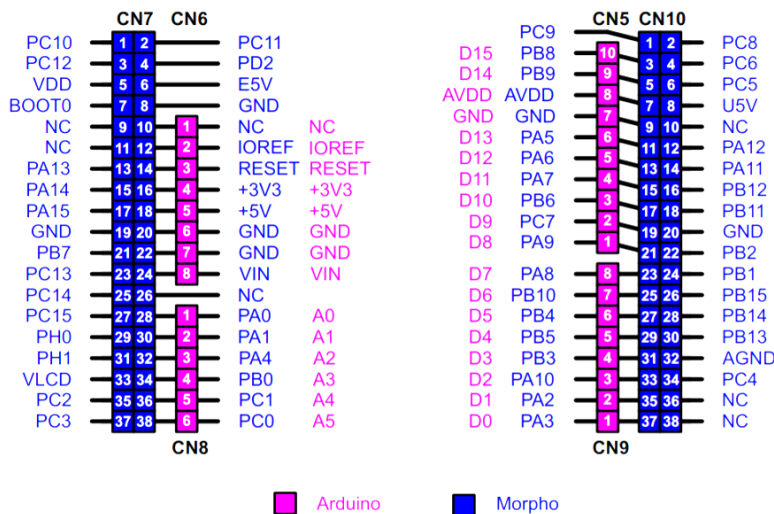 CN7 CN6 CN5 CN10
PC9
PC10 1 2 PC11 1 2 PC8
D15 PB8 10
PC12 3 4 PD2 3 4 PC6
D14 PB9 9
VDD 5 6 E5V 5 6 PC5
AVDD AVDD 8
BOOT0 7 8 GND 7 8 U5V
GND GND 7
NC 9 10 1 NC NC 9 10 NC
D13 PA5 6
NC 11 12 2 IOREF IOREF 11 12 PA12
D12 PA6 5
PA13 13 14 3 RESET RESET 13 14 PA11
D11 PA7 4
PA14 15 16 4 +3V3 +3V3 15 16 PB12
D10 PB6 3
PA15 17 18 5 +5V +5V 17 18 PB11
D9 PC7 2
GND 19 20 6 GND GND 19 20 GND
D8 PA9 1
PB7 21 22 7 GND GND 21 22 PB2
PC13 23 24 8 VIN VIN D7 PA8 8 23 24 PB1
PC14 25 26 NC D6 PB10 7 25 26 PB15
PC15 27 28 1 PA0 A0 D5 PB4 6 27 28 PB14
PH0 29 30 2 PA1 A1 D4 PB5 5 29 30 PB13
PH1 31 32 3 PA4 A2 D3 PB3 4 31 32 AGND
VLCD 33 34 4 PB0 A3 D2 PA10 3 33 34 PC4
PC2 35 36 5 PC1 A4 D1 PA2 2 35 36 NC
PC3 37 38 6 PC0 A5 D0 PA3 1 37 38 NC
CN8 CN9
Arduino Morpho